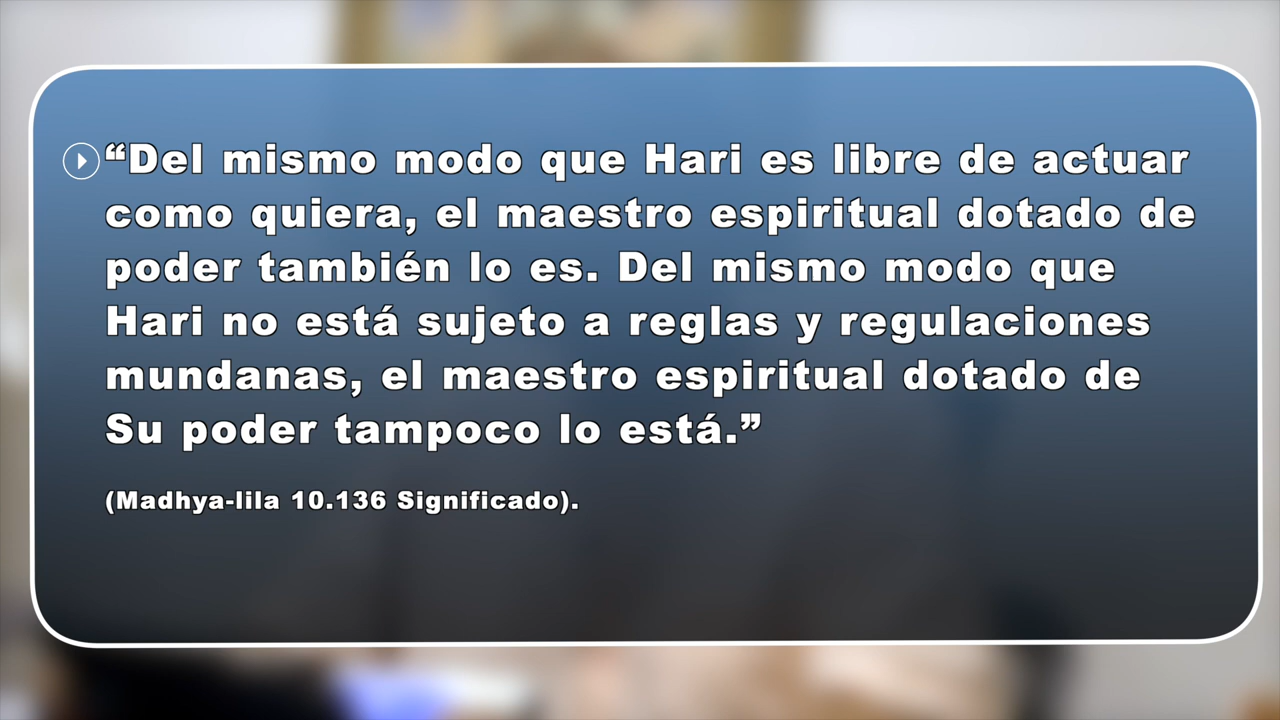 “Del mismo modo que Hari es libre de actuar
como quiera, el maestro espiritual dotado de
poder también lo es. Del mismo modo que
Hari no está sujeto a reglas y regulaciones
mundanas, el maestro espiritual dotado de
Su poder tampoco lo está.”
(Madhya-lila 10.136 Significado).